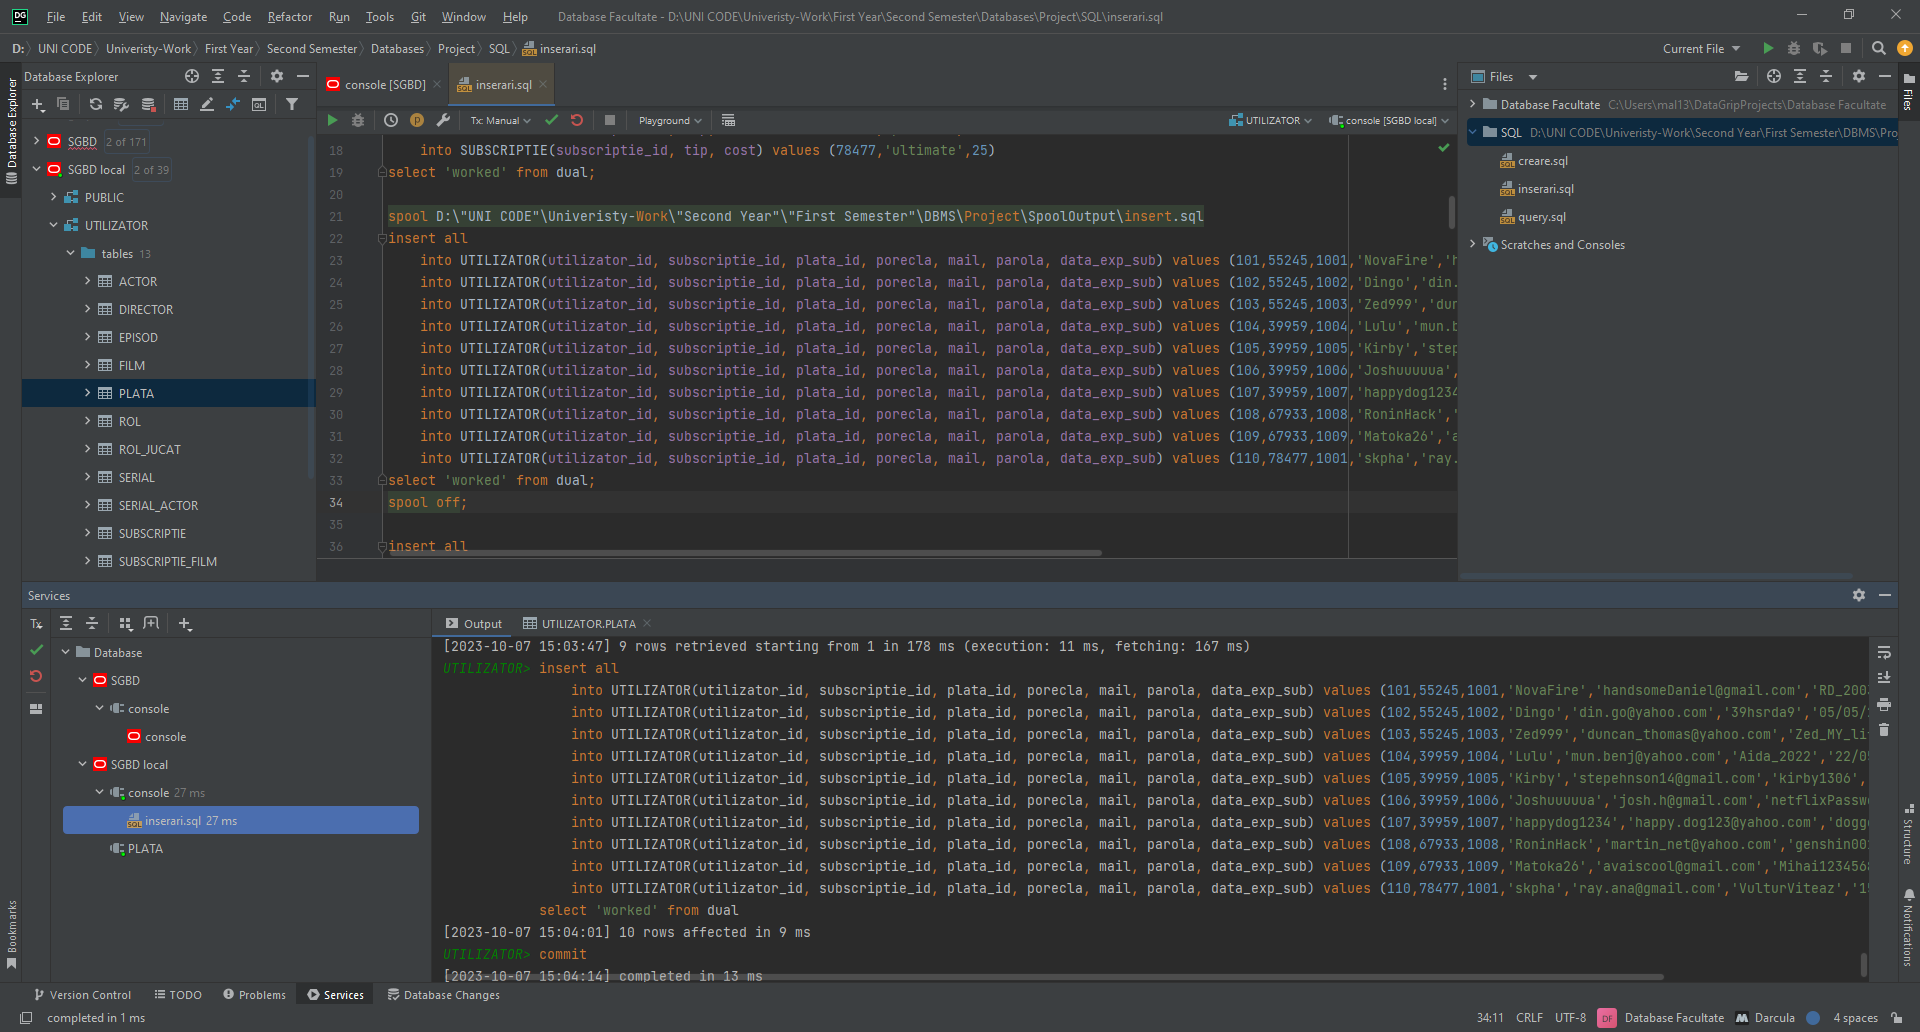 DG File Edit View Navigate Code Refactor Run Tools Git Window Help Database Facultate - D:\UNI CODE\Univeristy-Work\First Year\Second Semester\Databases\Project\SQL\inserari.sql
D: UNI CODE Univeristy-Work First Year Second Semester Databases Project SQL inserari.sql Current File
Database Explorer
Database Explorer
SGBD 2 of 171
SGBD local 2 of 39
PUBLIC
UTILIZATOR
tables 13
ACTOR
DIRECTOR
EPISOD
FILM
PLATA
ROL
ROL_JUCAT
SERIAL
SERIAL_ACTOR
SUBSCRIPTIE
SUBSCRIPTIE_FILM
console [SGBD] inserari.sql
Tx: Manual Playground UTILIZATOR console [SGBD local]
18 into SUBSCRIPTIE(subscriptie_id, tip, cost) values (78477,'ultimate',25)
19 select 'worked' from dual;
20
21 spool D:\"UNI CODE"\Univeristy-Work\"Second Year"\"First Semester"\DBMS\Project\SpoolOutput\insert.sql
22 insert all
23 into UTILIZATOR(utilizator_id, subscriptie_id, plata_id, porecla, mail, parola, data_exp_sub) values (101,55245,1001,'NovaFire','h
24 into UTILIZATOR(utilizator_id, subscriptie_id, plata_id, porecla, mail, parola, data_exp_sub) values (102,55245,1002,'Dingo','din.
25 into UTILIZATOR(utilizator_id, subscriptie_id, plata_id, porecla, mail, parola, data_exp_sub) values (103,55245,1003,'Zed999','dun
26 into UTILIZATOR(utilizator_id, subscriptie_id, plata_id, porecla, mail, parola, data_exp_sub) values (104,39959,1004,'Lulu','mun.b
27 into UTILIZATOR(utilizator_id, subscriptie_id, plata_id, porecla, mail, parola, data_exp_sub) values (105,39959,1005,'Kirby','step
28 into UTILIZATOR(utilizator_id, subscriptie_id, plata_id, porecla, mail, parola, data_exp_sub) values (106,39959,1006,'Joshuuuuua',
29 into UTILIZATOR(utilizator_id, subscriptie_id, plata_id, porecla, mail, parola, data_exp_sub) values (107,39959,1007,'happydog1234
30 into UTILIZATOR(utilizator_id, subscriptie_id, plata_id, porecla, mail, parola, data_exp_sub) values (108,67933,1008,'RoninHack','
31 into UTILIZATOR(utilizator_id, subscriptie_id, plata_id, porecla, mail, parola, data_exp_sub) values (109,67933,1009,'Matoka26','a
32 into UTILIZATOR(utilizator_id, subscriptie_id, plata_id, porecla, mail, parola, data_exp_sub) values (110,78477,1001,'skpha','ray.
33 select 'worked' from dual;
34 spool off;
35
36 insert all
Files
Database Facultate C:\Users\mal13\DataGripProjects\Database Facultate
SQL D:\UNI CODE\Univeristy-Work\Second Year\First Semester\DBMS\Pro
creare.sql
inserari.sql
query.sql
Scratches and Consoles
Files
Services
Tx
Database
SGBD
console
console
SGBD local
console 27 ms
inserari.sql 27 ms
PLATA
Output UTILIZATOR.PLATA
[2023-10-07 15:03:47] 9 rows retrieved starting from 1 in 178 ms (execution: 11 ms, fetching: 167 ms)
UTILIZATOR> insert all
into UTILIZATOR(utilizator_id, subscriptie_id, plata_id, porecla, mail, parola, data_exp_sub) values (101,55245,1001,'NovaFire','handsomeDaniel@gmail.com','RD_2003
into UTILIZATOR(utilizator_id, subscriptie_id, plata_id, porecla, mail, parola, data_exp_sub) values (102,55245,1002,'Dingo','din.go@yahoo.com','39hsrda9','05/05/
into UTILIZATOR(utilizator_id, subscriptie_id, plata_id, porecla, mail, parola, data_exp_sub) values (103,55245,1003,'Zed999','duncan_thomas@yahoo.com','Zed_MY_li
into UTILIZATOR(utilizator_id, subscriptie_id, plata_id, porecla, mail, parola, data_exp_sub) values (104,39959,1004,'Lulu','mun.benj@yahoo.com','Aida_2022','22/0
into UTILIZATOR(utilizator_id, subscriptie_id, plata_id, porecla, mail, parola, data_exp_sub) values (105,39959,1005,'Kirby','stepehnson14@gmail.com','kirby1306',
into UTILIZATOR(utilizator_id, subscriptie_id, plata_id, porecla, mail, parola, data_exp_sub) values (106,39959,1006,'Joshuuuuua','josh.h@gmail.com','netflixPassw
into UTILIZATOR(utilizator_id, subscriptie_id, plata_id, porecla, mail, parola, data_exp_sub) values (107,39959,1007,'happydog1234','happy.dog123@yahoo.com','dogg
into UTILIZATOR(utilizator_id, subscriptie_id, plata_id, porecla, mail, parola, data_exp_sub) values (108,67933,1008,'RoninHack','martin_net@yahoo.com','genshin00
into UTILIZATOR(utilizator_id, subscriptie_id, plata_id, porecla, mail, parola, data_exp_sub) values (109,67933,1009,'Matoka26','avaiscool@gmail.com','Mihai123456
into UTILIZATOR(utilizator_id, subscriptie_id, plata_id, porecla, mail, parola, data_exp_sub) values (110,78477,1001,'skpha','ray.ana@gmail.com','VulturViteaz','1
select 'worked' from dual
[2023-10-07 15:04:01] 10 rows affected in 9 ms
UTILIZATOR> commit
[2023-10-07 15:04:14] completed in 13 ms
Structure
Notifications
Bookmarks
Version Control TODO Problems Services Database Changes
completed in 1 ms 34:11 CRLF UTF-8 DF Database Facultate Darcula 4 spaces